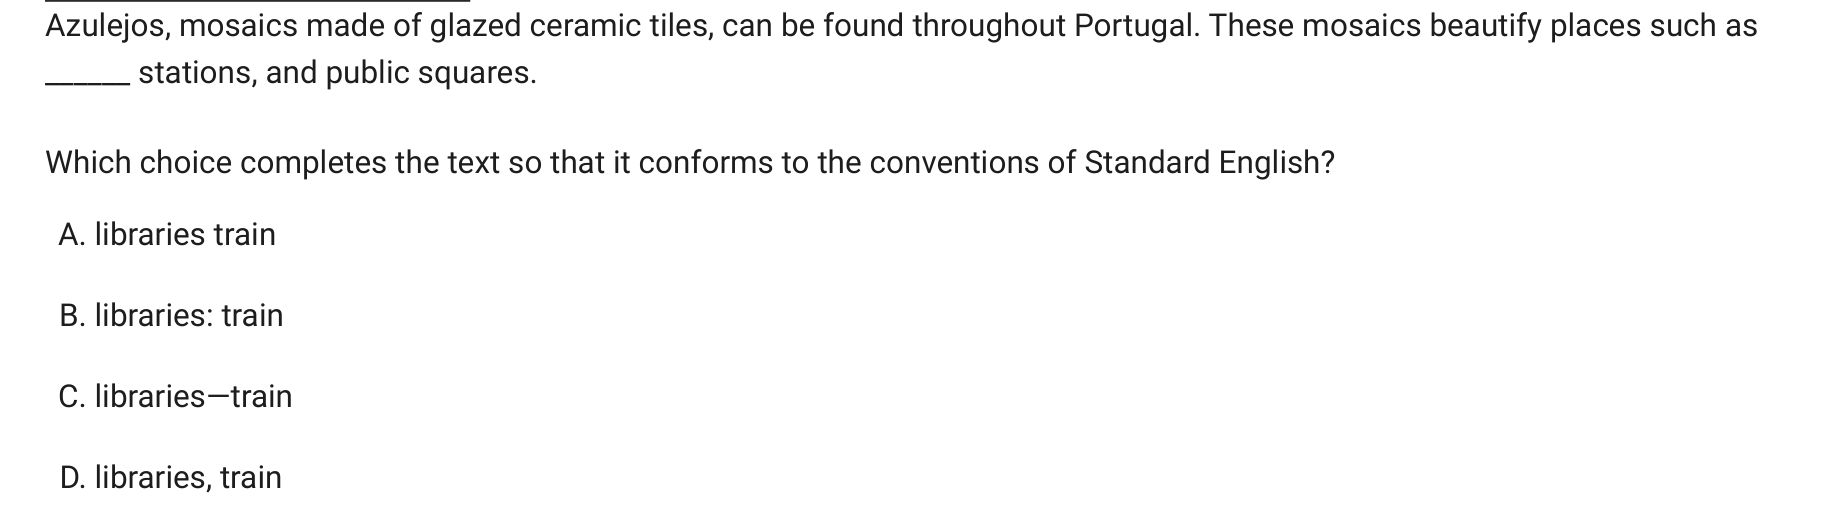 Azulejos, mosaics made of glazed ceramic tiles, can be found throughout Portugal. These mosaics beautify places such as
______ stations, and public squares.
Which choice completes the text so that it conforms to the conventions of Standard English?
A. libraries train
B. libraries: train
C. libraries—train
D. libraries, train